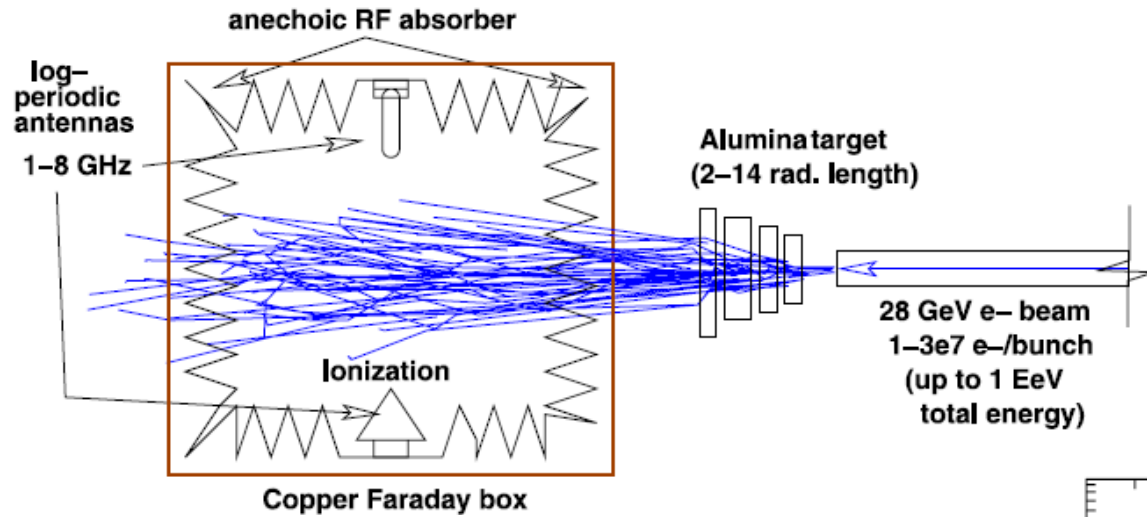 anechoic RF absorber
log–
periodic
antennas
1–8 GHz
Alumina target
(2–14 rad. length)
28 GeV e– beam
1–3e7 e–/bunch
(up to 1 EeV
total energy)
Ionization
Copper Faraday box